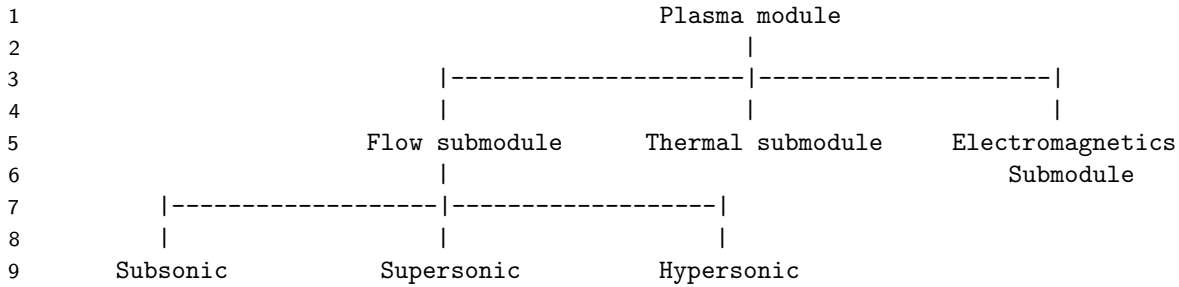 1 Plasma module
2 |
3 |---------------------|---------------------|
4 | | |
5 Flow submodule Thermal submodule Electromagnetics
6 | Submodule
7 |-------------------|-------------------|
8 | | |
9 Subsonic Supersonic Hypersonic